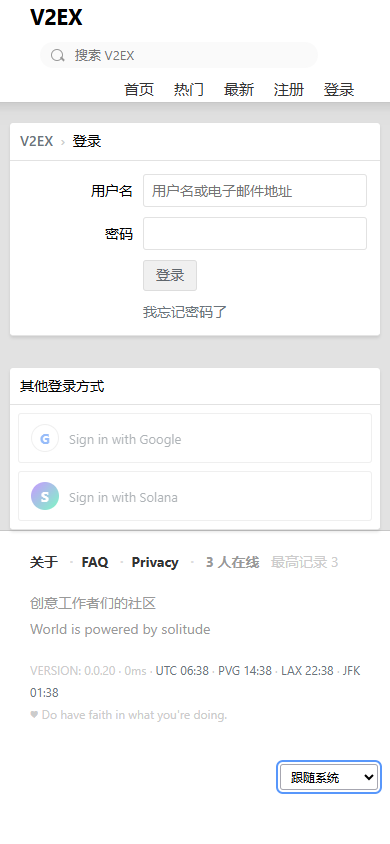 V2EX
搜索 V2EX
首页 热门 最新 注册 登录
V2EX › 登录
用户名 用户名或电子邮件地址
密码
登录
我忘记密码了
其他登录方式
G Sign in with Google
S Sign in with Solana
关于 · FAQ · Privacy · 3 人在线 最高记录 3
创意工作者们的社区
World is powered by solitude
VERSION: 0.0.20 · 0ms · UTC 06:38 · PVG 14:38 · LAX 22:38 · JFK
01:38
♥ Do have faith in what you're doing.
跟随系统